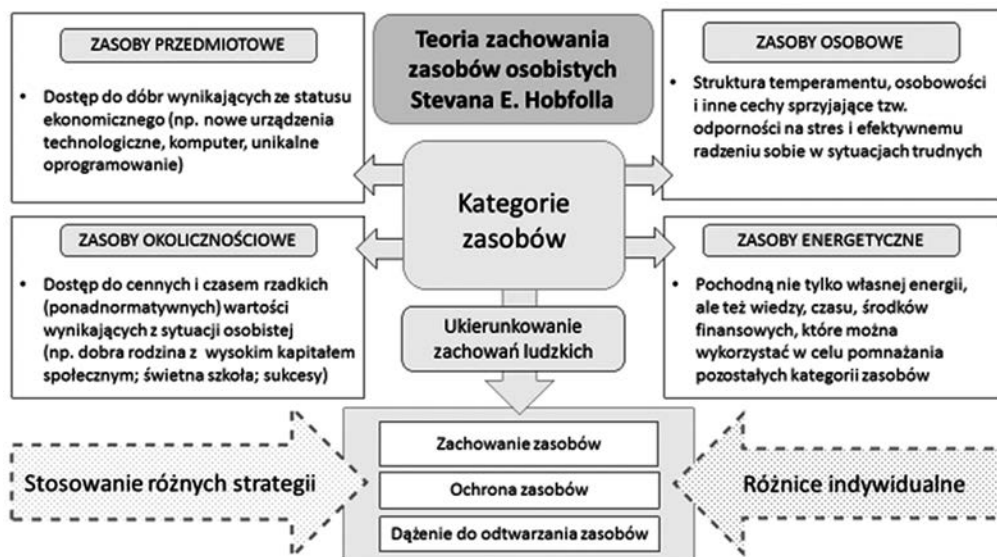 Teoria zachowania
zasobów osobistych
Stevana E. Hobfolla
ZASOBY PRZEDMIOTOWE
• Dostęp do dóbr wynikających ze statusu
ekonomicznego (np. nowe urządzenia
technologiczne, komputer, unikalne
oprogramowanie)
ZASOBY OSOBOWE
• Struktura temperamentu, osobowości
i inne cechy sprzyjające tzw.
odporności na stres i efektywnemu
radzeniu sobie w sytuacjach trudnych
Kategorie
zasobów
ZASOBY OKOLICZNOŚCIOWE
• Dostęp do cennych i czasem rzadkich
(ponadnormatywnych) wartości
wynikających z sytuacji osobistej
(np. dobra rodzina z wysokim kapitałem
społecznym; świetna szkoła; sukcesy)
ZASOBY ENERGETYCZNE
• Pochodną nie tylko własnej energii,
ale też wiedzy, czasu, środków
finansowych, które można
wykorzystać w celu pomnażania
pozostałych kategorii zasobów
Ukierunkowanie
zachowań ludzkich
Stosowanie różnych strategii
Zachowanie zasobów
Ochrona zasobów
Dążenie do odtwarzania zasobów
Różnice indywidualne